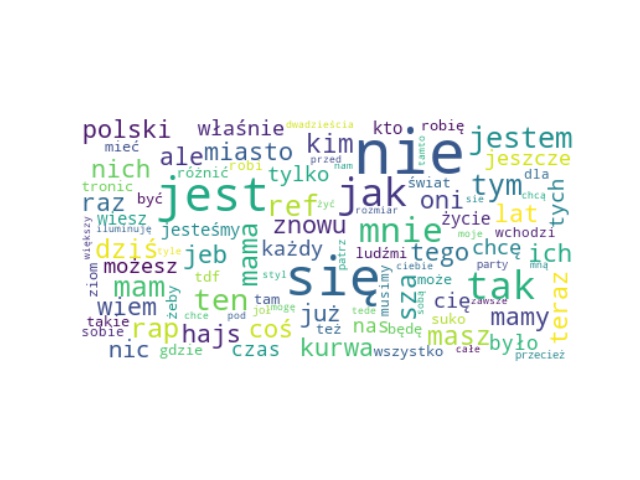 polski właśnie dwadzieścia kto robię
mieć ale miasto kim nie tamto jestem
nich różnić robi tylko przed mam jeszcze
tronic jest jak świat tym dla
raz być ref żyć rozmiar oni sie chcą tych
wiesz iluminuję jesteśmy znowu mnie życie lat wchodzi
większy dziś tyle jeb mama każdy patrz ludźmi tego moje chcę ich
ziom możesz tdf styl się ciebie może party mną
mam żeby ten tam musimy sza sobą cię zawsze tak teraz
wiem chce pod joł mogę już tede nas suko mamy
takie sobie rap hajs coś też będę masz było
nic gdzie czas kurwa wszystko całe przecież